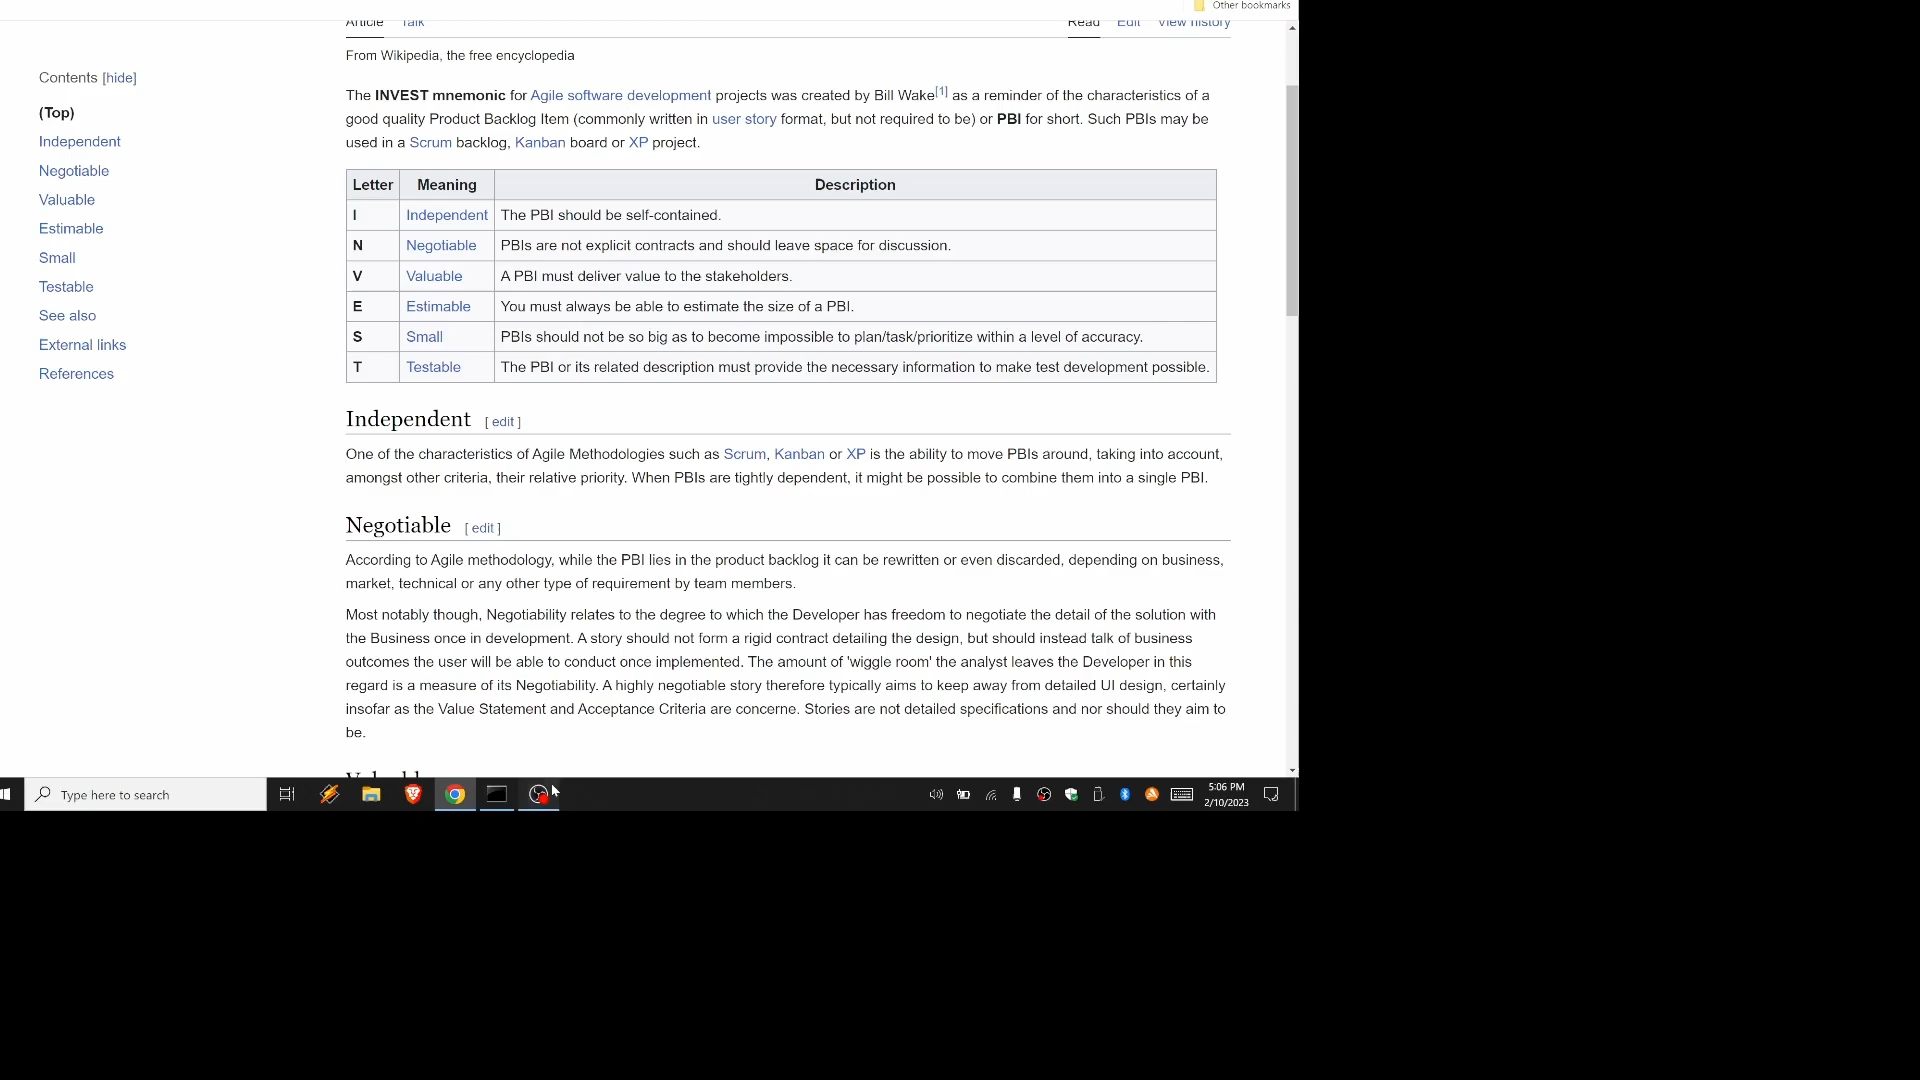 Other bookmarks
Article Talk Read Edit View history
From Wikipedia, the free encyclopedia
Contents [hide]
(Top)
Independent
Negotiable
Valuable
Estimable
Small
Testable
See also
External links
References
The INVEST mnemonic for Agile software development projects was created by Bill Wake[1] as a reminder of the characteristics of a
good quality Product Backlog Item (commonly written in user story format, but not required to be) or PBI for short. Such PBIs may be
used in a Scrum backlog, Kanban board or XP project.
Letter Meaning Description
I Independent The PBI should be self-contained.
N Negotiable PBIs are not explicit contracts and should leave space for discussion.
V Valuable A PBI must deliver value to the stakeholders.
E Estimable You must always be able to estimate the size of a PBI.
S Small PBIs should not be so big as to become impossible to plan/task/prioritize within a level of accuracy.
T Testable The PBI or its related description must provide the necessary information to make test development possible.
Independent [ edit ]
One of the characteristics of Agile Methodologies such as Scrum, Kanban or XP is the ability to move PBIs around, taking into account,
amongst other criteria, their relative priority. When PBIs are tightly dependent, it might be possible to combine them into a single PBI.
Negotiable [ edit ]
According to Agile methodology, while the PBI lies in the product backlog it can be rewritten or even discarded, depending on business,
market, technical or any other type of requirement by team members.
Most notably though, Negotiability relates to the degree to which the Developer has freedom to negotiate the detail of the solution with
the Business once in development. A story should not form a rigid contract detailing the design, but should instead talk of business
outcomes the user will be able to conduct once implemented. The amount of 'wiggle room' the analyst leaves the Developer in this
regard is a measure of its Negotiability. A highly negotiable story therefore typically aims to keep away from detailed UI design, certainly
insofar as the Value Statement and Acceptance Criteria are concerne. Stories are not detailed specifications and nor should they aim to
be.
Type here to search
5:06 PM
2/10/2023